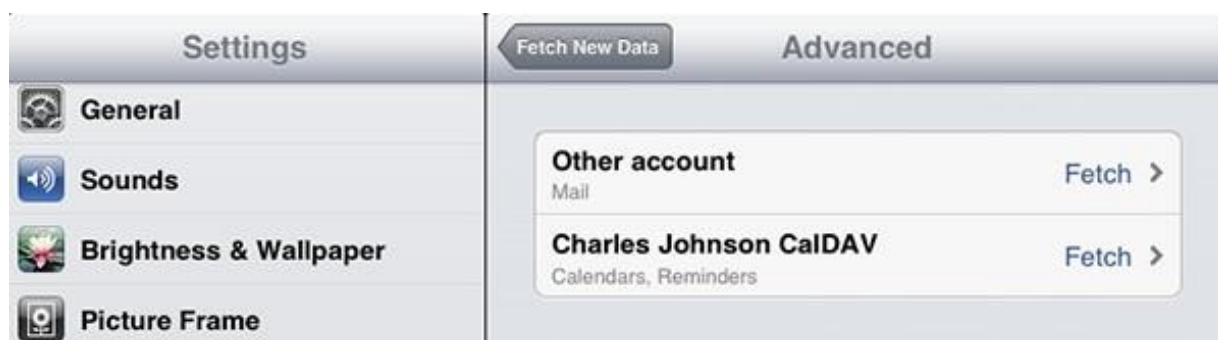 Settings
General
Sounds
Brightness & Wallpaper
Picture Frame
Fetch New Data
Advanced
Other account
Mail
Fetch
Charles Johnson CalDAV
Calendars, Reminders
Fetch